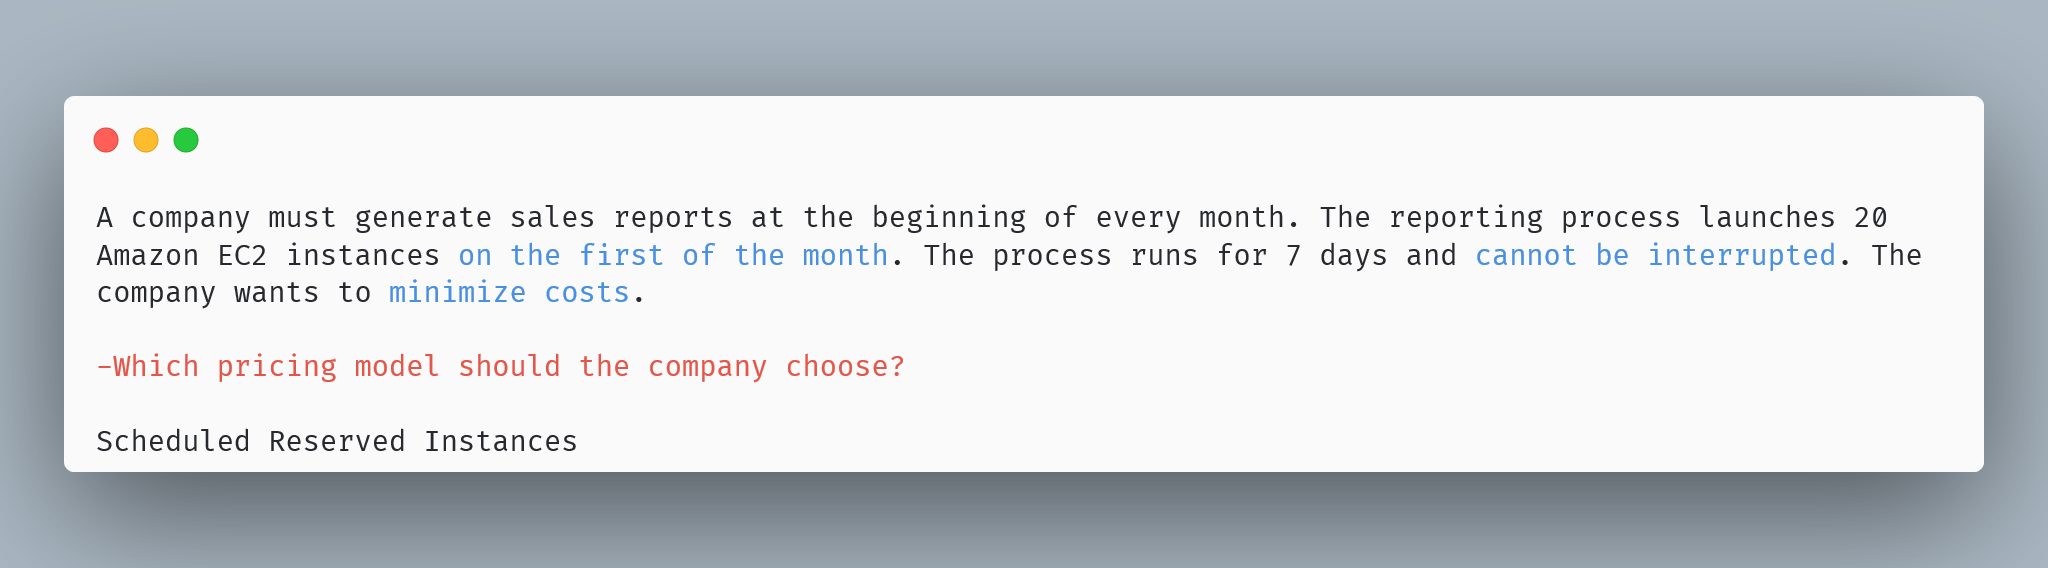 A company must generate sales reports at the beginning of every month. The reporting process launches 20
Amazon EC2 instances on the first of the month. The process runs for 7 days and cannot be interrupted. The
company wants to minimize costs.
-Which pricing model should the company choose?
Scheduled Reserved Instances